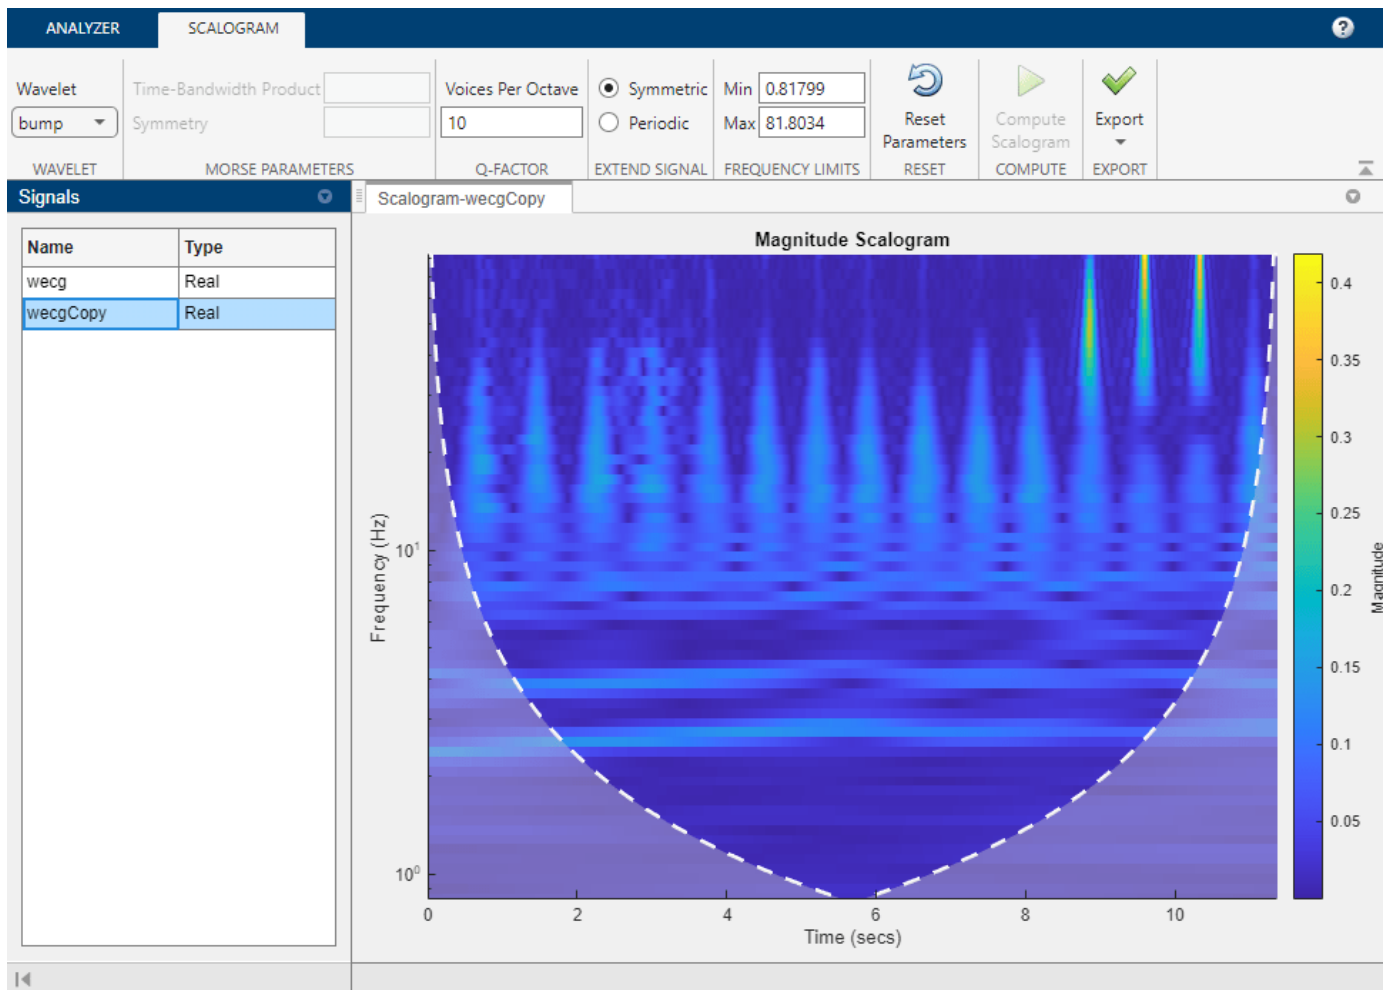 ANALYZER
SCALOGRAM
?
Wavelet
bump
WAVELET
Time-Bandwidth Product
Symmetry
MORSE PARAMETERS
Voices Per Octave
10
Q-FACTOR
Symmetric
Periodic
EXTEND SIGNAL
Min 0.81799
Max 81.8034
FREQUENCY LIMITS
Reset
Parameters
RESET
Compute
Scalogram
COMPUTE
Export
EXPORT
Signals
Name Type
wecg Real
wecgCopy Real
Scalogram-wecgCopy
Magnitude Scalogram
Frequency (Hz)
10¹
10⁰
0 2 4 6 8 10
Time (secs)
0.4
0.35
0.3
0.25
0.2
0.15
0.1
0.05
Magnitude